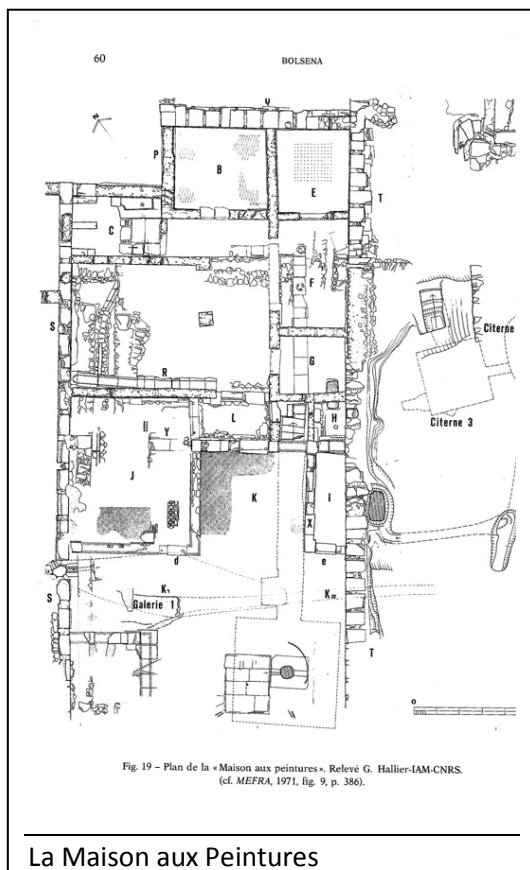 60
BOLSENA
N
V
P
B
E
T
C
F
S
Citerne
R
G
Citerne 3
L
H
Y
J
K
I
X
d
e
K1
S
Galerie 1
T
O
Fig. 19 – Plan de la «Maison aux peintures». Relevé G. Hallier-IAM-CNRS.
(cf. MEFRA, 1971, fig. 9, p. 386).
La Maison aux Peintures